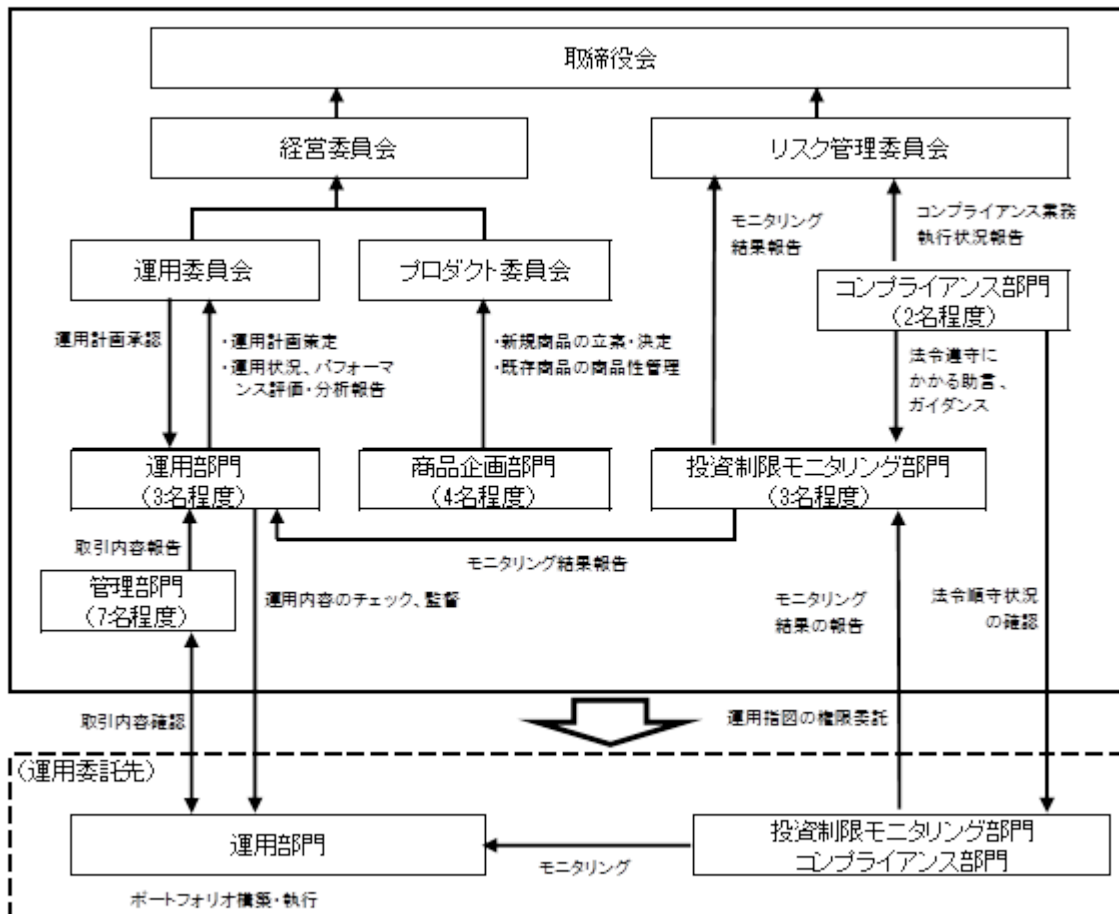 取締役会
経営委員会
リスク管理委員会
モニタリング
結果報告
コンプライアンス業務
執行状況報告
運用委員会
プロダクト委員会
コンプライアンス部門
(2名程度)
運用計画承認
・運用計画策定
・運用状況、パフォーマ
ンス評価・分析報告
・新規商品の立案・決定
・既存商品の商品性管理
法令遵守に
かかる助言、
ガイダンス
運用部門
(3名程度)
商品企画部門
(4名程度)
投資制限モニタリング部門
(3名程度)
取引内容報告
モニタリング結果報告
管理部門
(7名程度)
運用内容のチェック、監督
モニタリング
結果の報告
法令順守状況
の確認
取引内容確認
運用指図の権限委託
(運用委託先)
運用部門
モニタリング
投資制限モニタリング部門
コンプライアンス部門
ポートフォリオ構築・執行